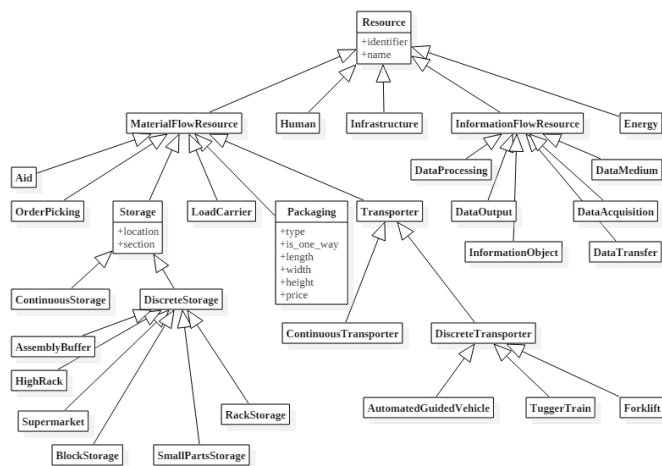 Resource
+identifier
+name
MaterialFlowResource
Human
Infrastructure
InformationFlowResource
Energy
DataProcessing
DataMedium
Aid
OrderPicking
Storage
+location
+section
LoadCarrier
Packaging
+type
+is_one_way
+length
+width
+height
+price
Transporter
DataOutput
DataAcquisition
InformationObject
DataTransfer
ContinuousStorage
DiscreteStorage
ContinuousTransporter
DiscreteTransporter
AssemblyBuffer
HighRack
Supermarket
RackStorage
BlockStorage
SmallPartsStorage
AutomatedGuidedVehicle
TuggerTrain
Forklift